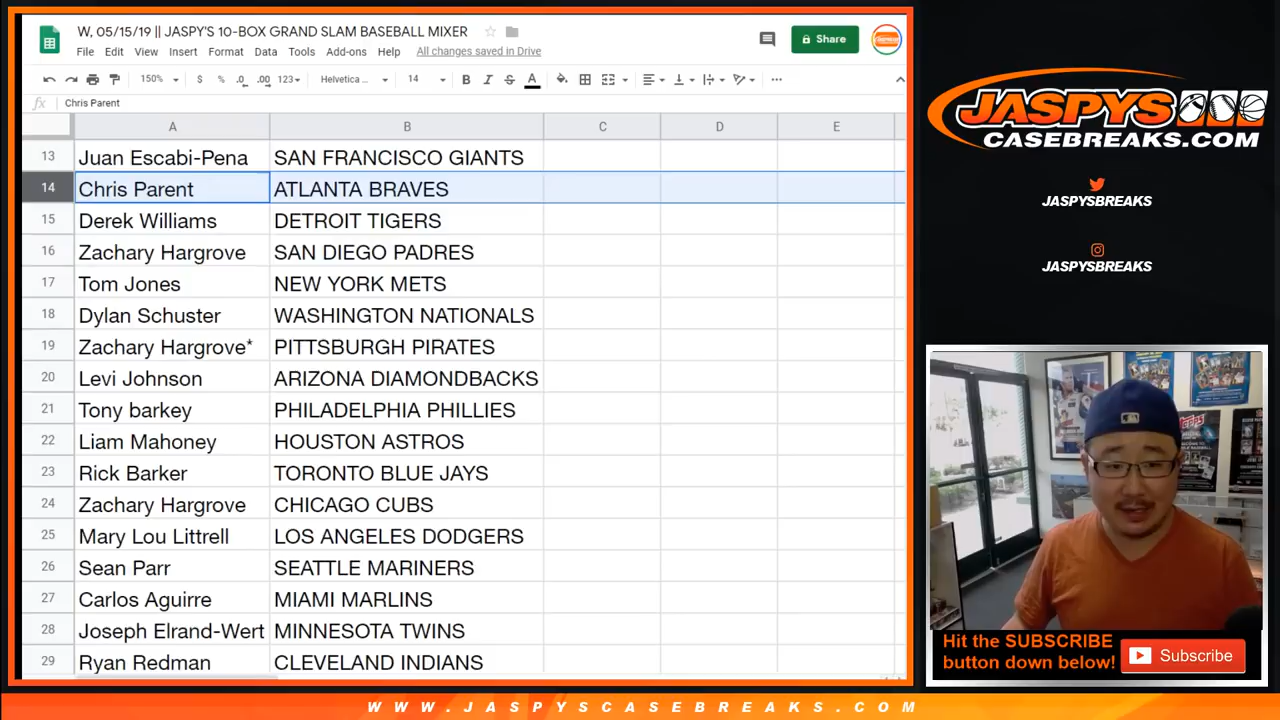 W, 05/15/19 || JASPY'S 10-BOX GRAND SLAM BASEBALL MIXER
File Edit View Insert Format Data Tools Add-ons Help All changes saved in Drive
Share
150% $ % .0 .00 123 Helvetica ... 14 B I S A
fx Chris Parent
A B C D E
13 Juan Escabi-Pena SAN FRANCISCO GIANTS
14 Chris Parent ATLANTA BRAVES
15 Derek Williams DETROIT TIGERS
16 Zachary Hargrove SAN DIEGO PADRES
17 Tom Jones NEW YORK METS
18 Dylan Schuster WASHINGTON NATIONALS
19 Zachary Hargrove* PITTSBURGH PIRATES
20 Levi Johnson ARIZONA DIAMONDBACKS
21 Tony barkey PHILADELPHIA PHILLIES
22 Liam Mahoney HOUSTON ASTROS
23 Rick Barker TORONTO BLUE JAYS
24 Zachary Hargrove CHICAGO CUBS
25 Mary Lou Littrell LOS ANGELES DODGERS
26 Sean Parr SEATTLE MARINERS
27 Carlos Aguirre MIAMI MARLINS
28 Joseph Elrand-Wert MINNESOTA TWINS
29 Ryan Redman CLEVELAND INDIANS
JASPYS
CASEBREAKS.COM
JASPYSBREAKS
JASPYSBREAKS
Hit the SUBSCRIBE
button down below!
Subscribe
WWW.JASPYSCASEBREAKS.COM